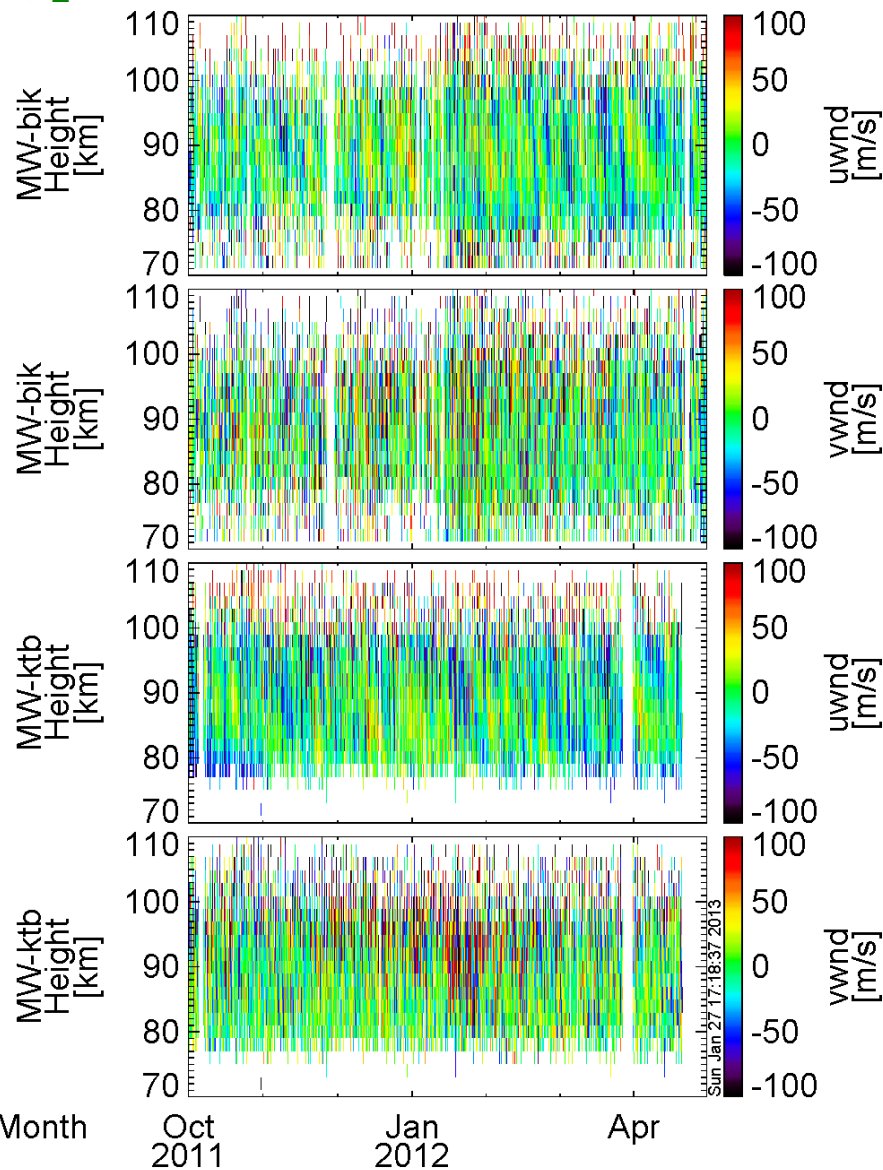 MW-bik
Height
[km]
110
100
90
80
70
100
50
0
-50
-100
uwnd
[m/s]
MW-bik
Height
[km]
110
100
90
80
70
100
50
0
-50
-100
vwnd
[m/s]
MW-ktb
Height
[km]
110
100
90
80
70
100
50
0
-50
-100
uwnd
[m/s]
MW-ktb
Height
[km]
110
100
90
80
70
100
50
0
-50
-100
vwnd
[m/s]
Sun Jan 27 17:18:37 2013
Month
Oct
2011
Jan
2012
Apr